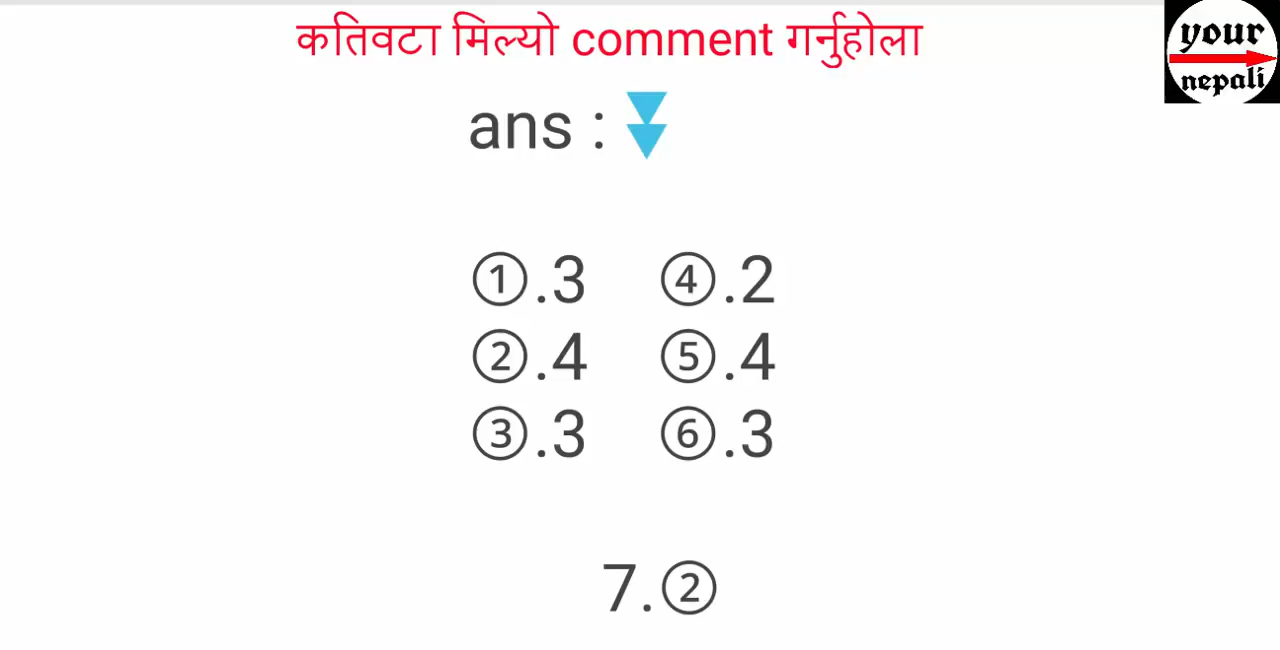 कतिवटा मिल्यो comment गर्नुहोला
your
nepali
ans :
①.3 ④.2
②.4 ⑤.4
③.3 ⑥.3
7.②